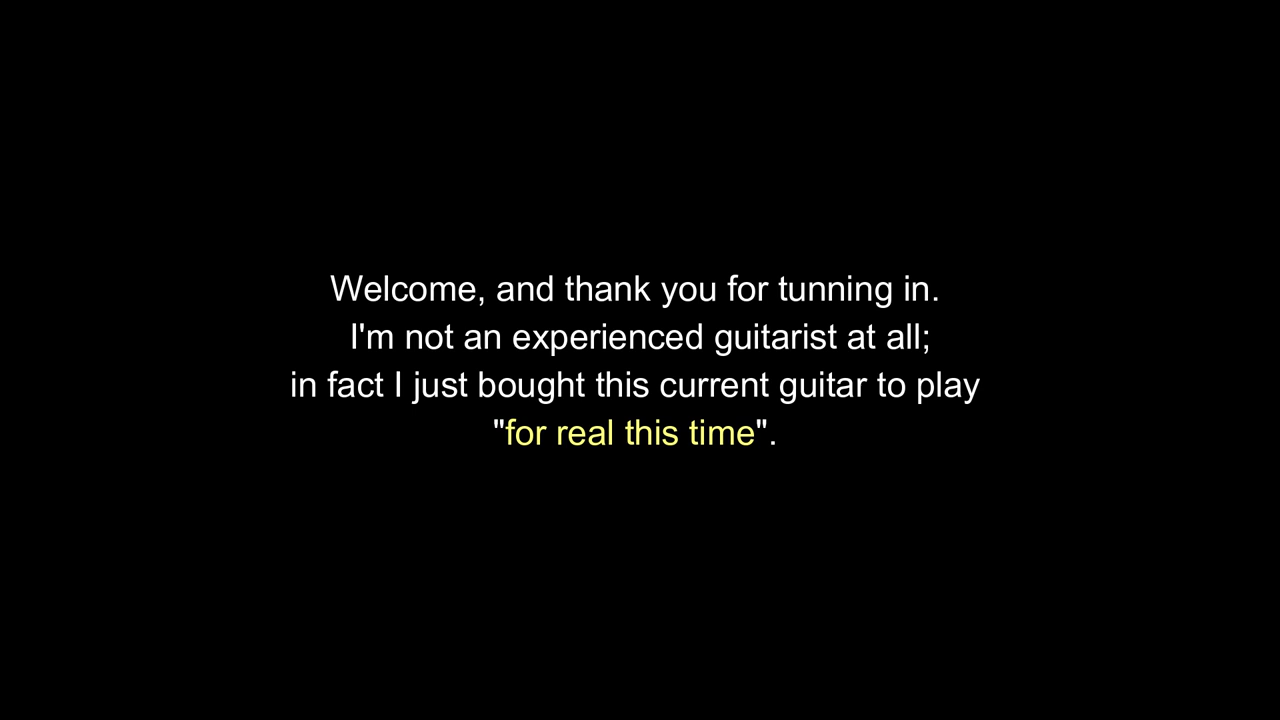 Welcome, and thank you for tunning in.
I'm not an experienced guitarist at all;
in fact I just bought this current guitar to play
"for real this time".